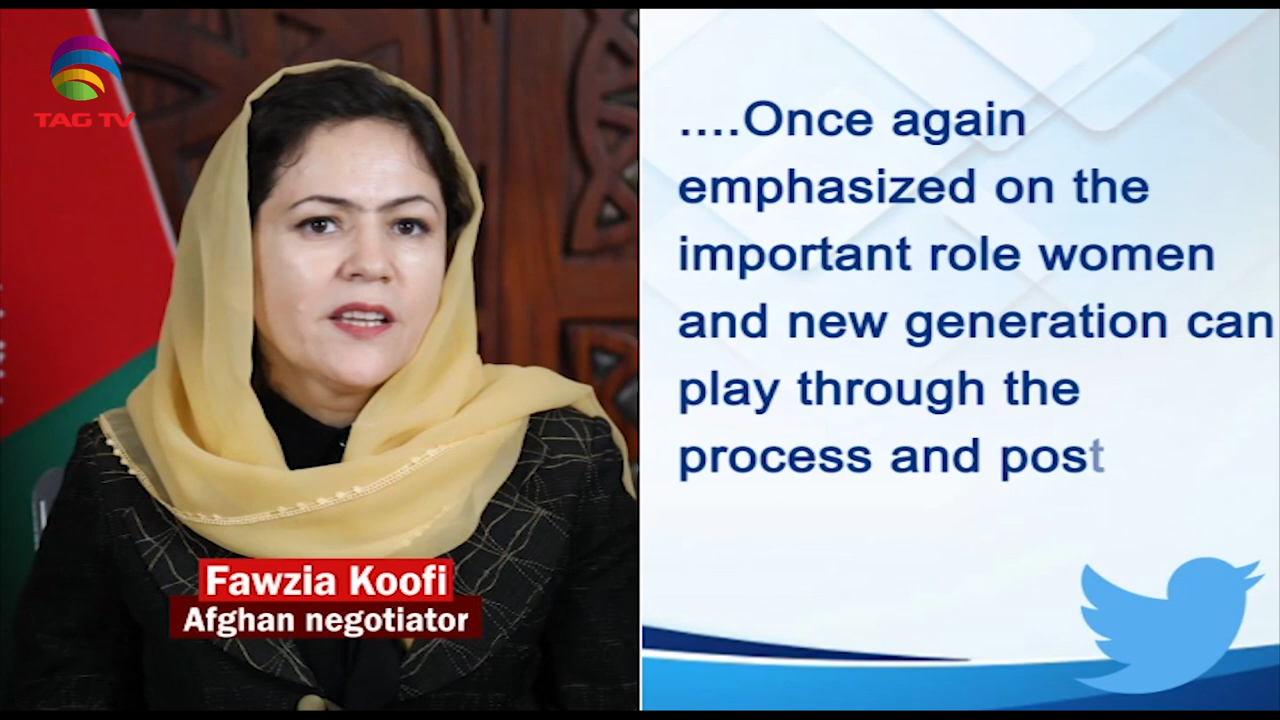 TAG TV
Fawzia Koofi
Afghan negotiator
....Once again
emphasized on the
important role women
and new generation can
play through the
process and post